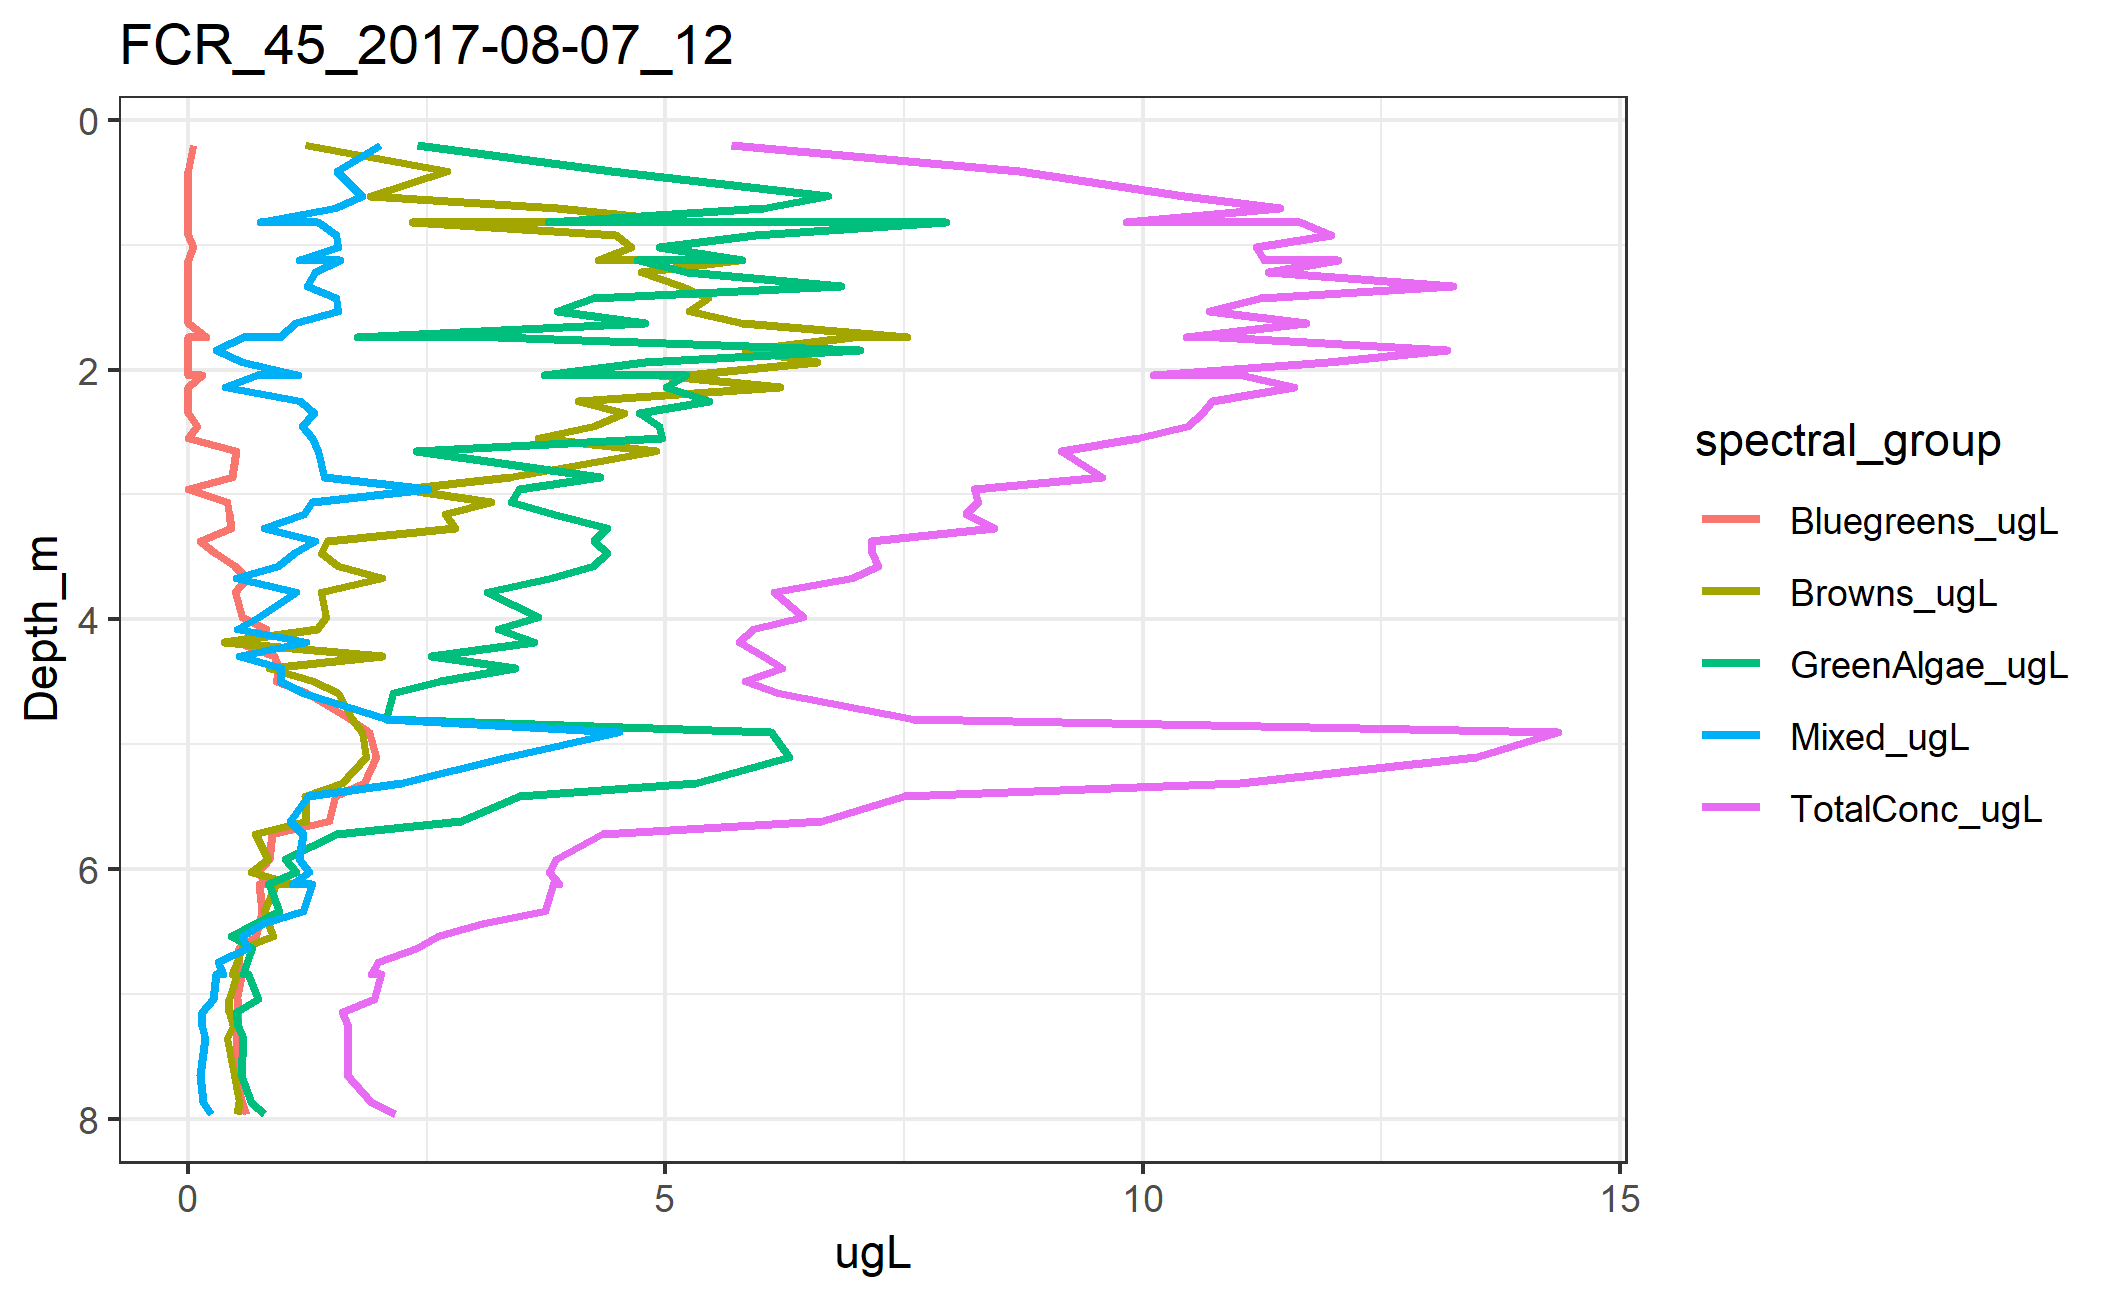 FCR_45_2017-08-07_12
0
2
4
6
8
Depth_m
0 5 10 15
ugL
spectral_group
Bluegreens_ugL
Browns_ugL
GreenAlgae_ugL
Mixed_ugL
TotalConc_ugL